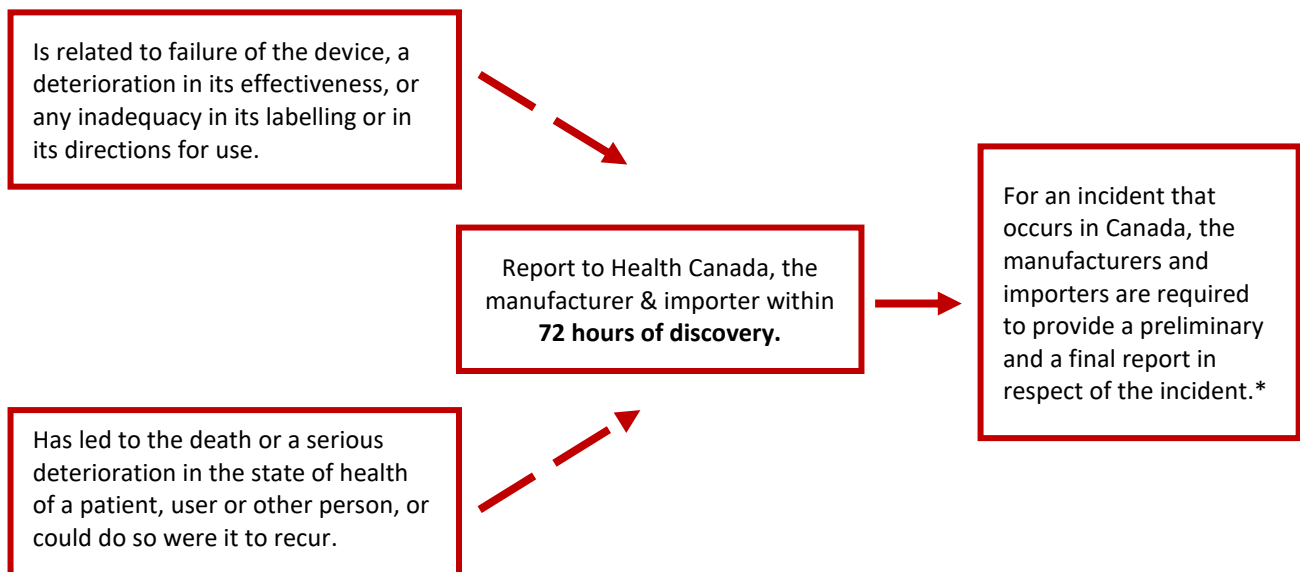 Is related to failure of the device, a
deterioration in its effectiveness, or
any inadequacy in its labelling or in
its directions for use.
Has led to the death or a serious
deterioration in the state of health
of a patient, user or other person, or
could do so were it to recur.
Report to Health Canada, the
manufacturer & importer within
72 hours of discovery.
For an incident that
occurs in Canada, the
manufacturers and
importers are required
to provide a preliminary
and a final report in
respect of the incident.*